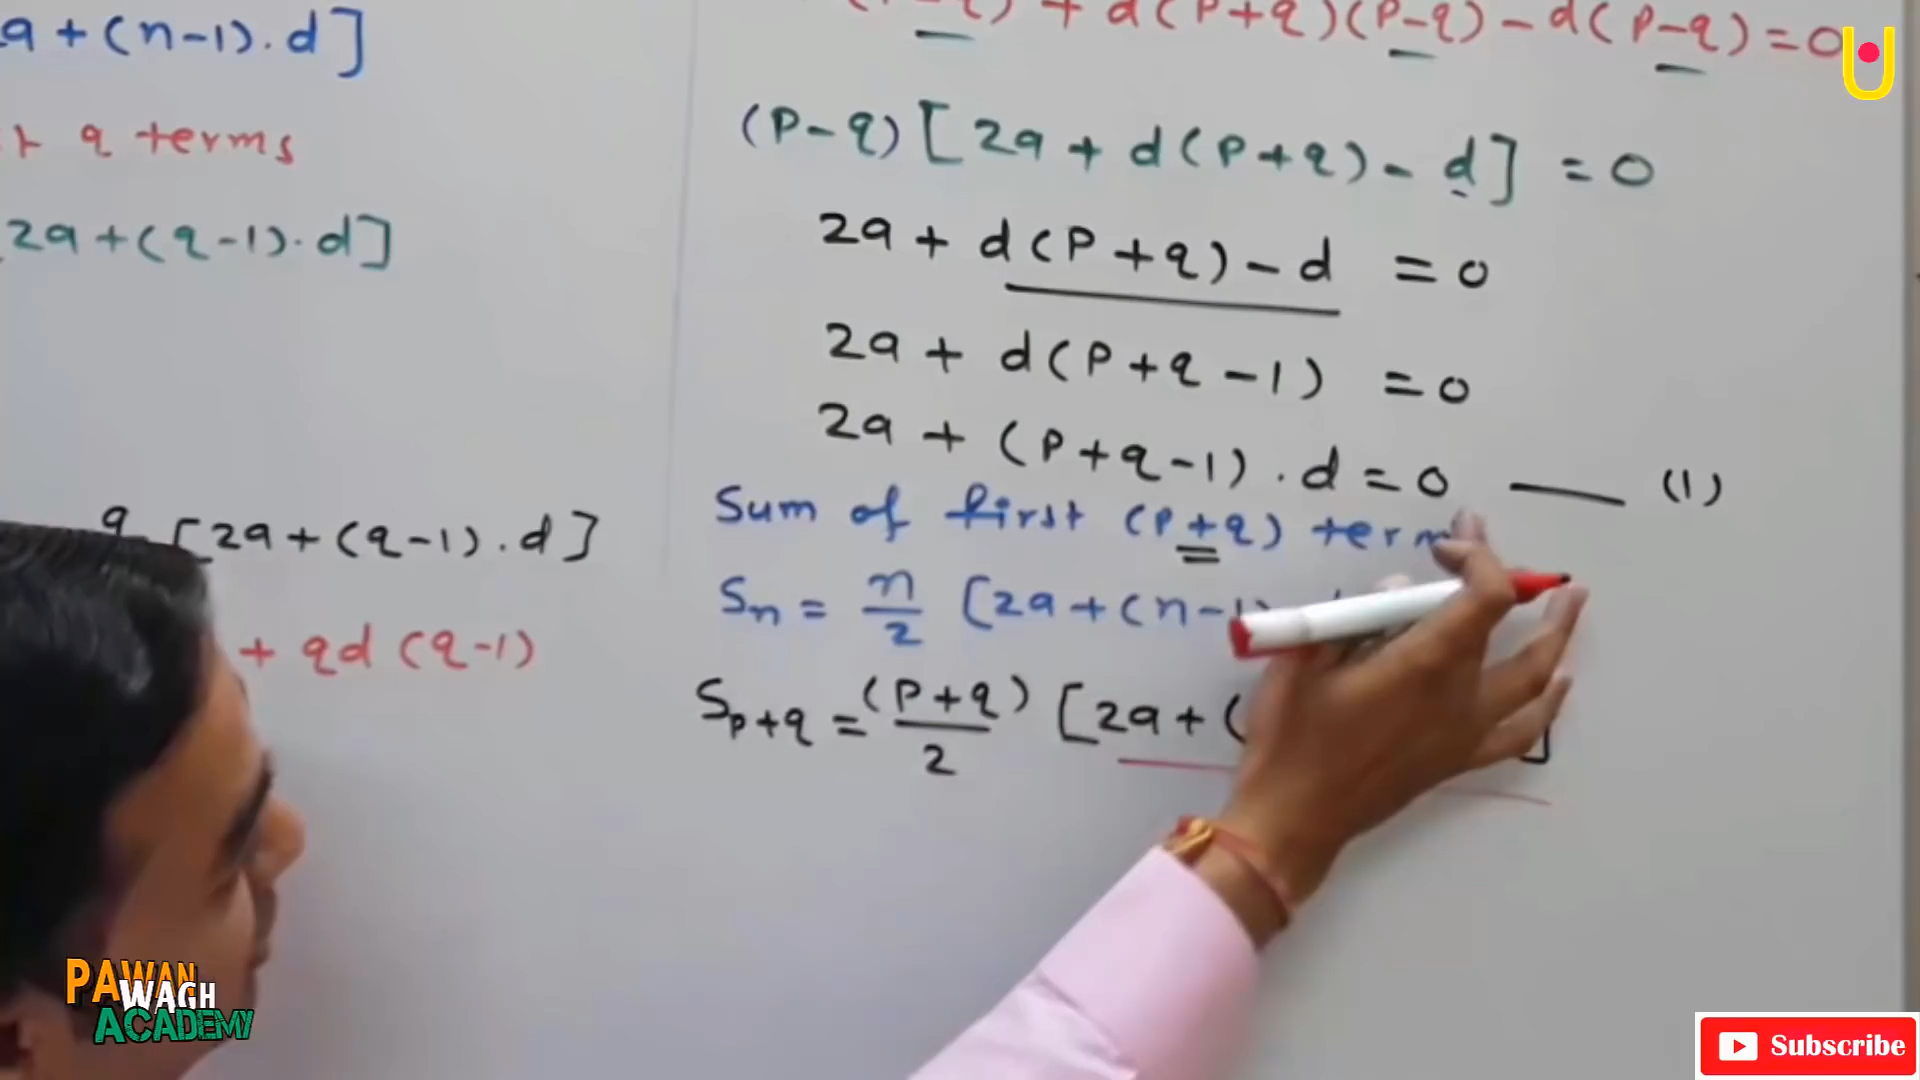 a + (n-1).d]
q terms
2a + (q-1).d]
q [2a + (q-1).d]
+ qd (q-1)
+ d(P+q)(P-q) - d(P-q) = 0
(P-q)[2a + d(P+q) - d] = 0
2a + d(P+q) - d = 0
2a + d(P+q-1) = 0
2a + (P+q-1).d = 0 — (1)
Sum of first (P+q) term
Sn = n/2 [2a + (n-1)
Sp+q = (P+q)/2 [2a + ( ]
PAWAN
WAGH
ACADEMY
Subscribe